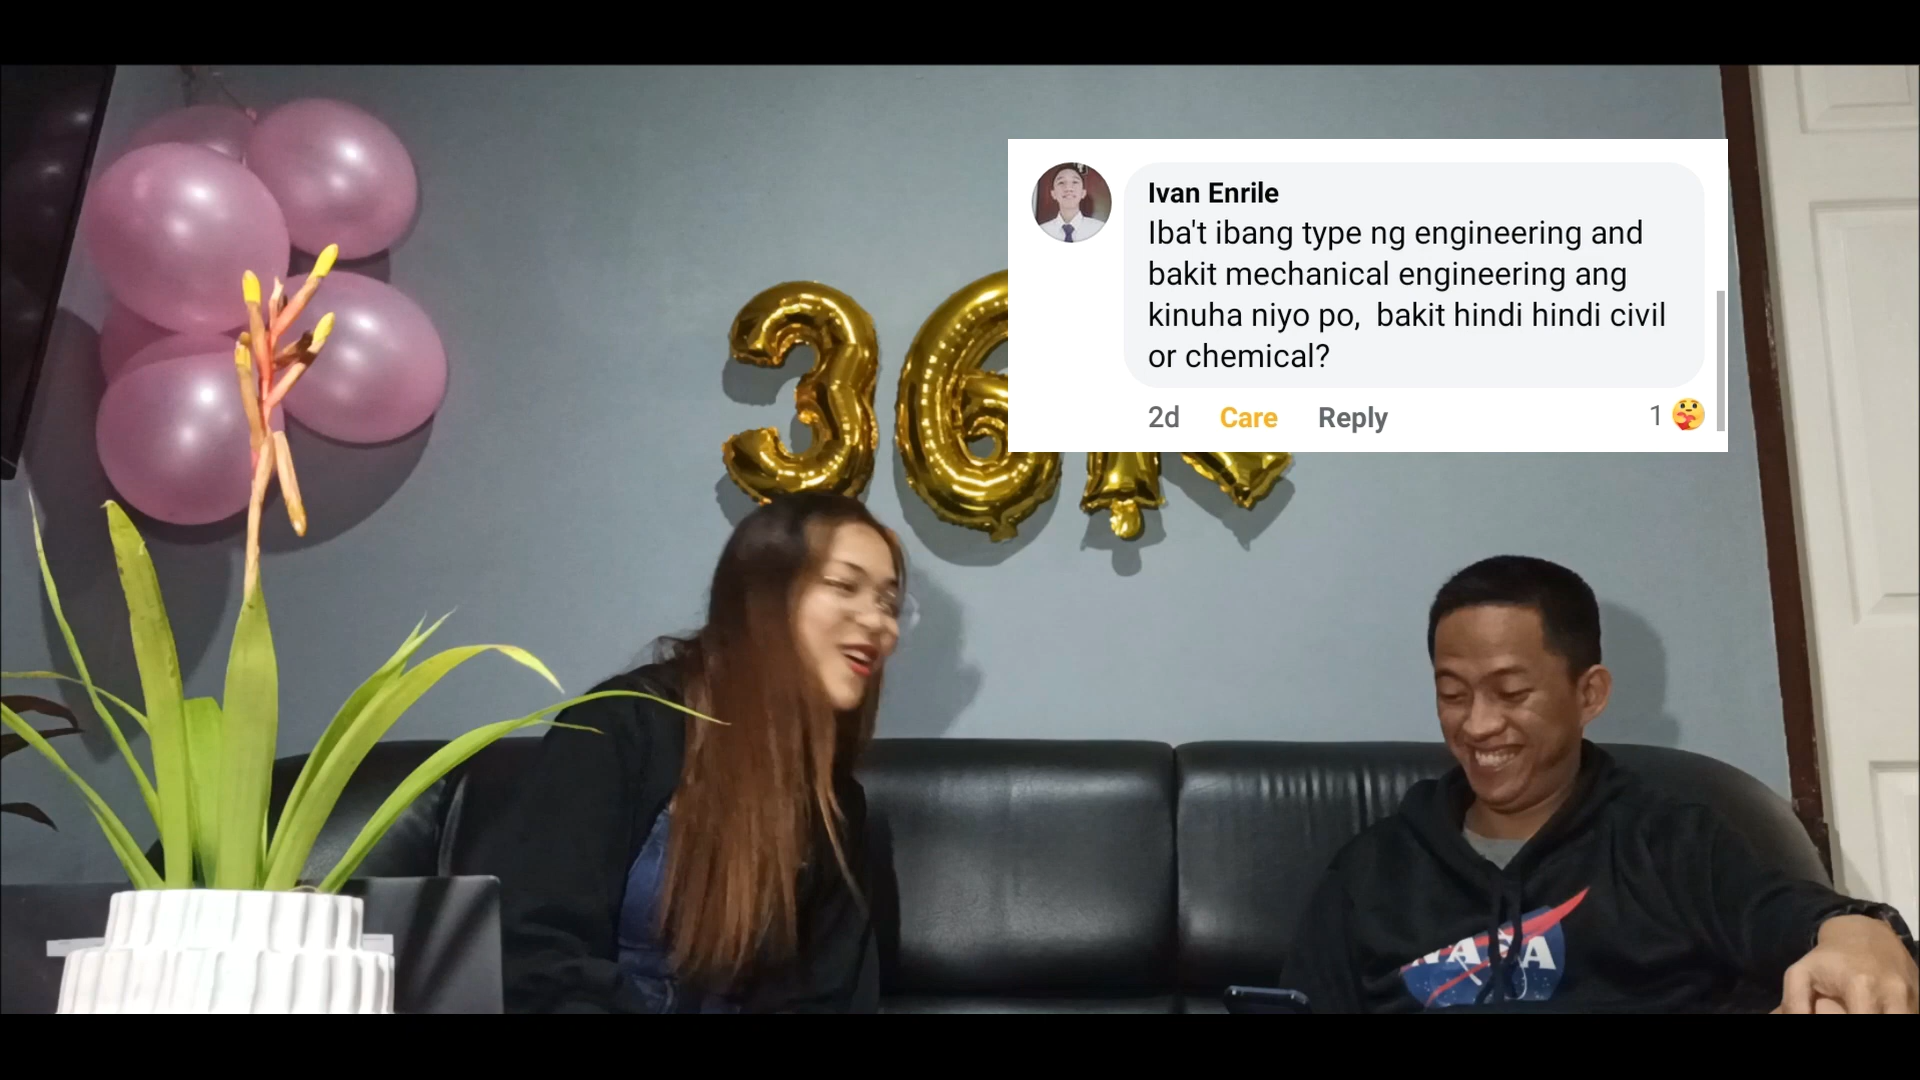 Ivan Enrile
Iba't ibang type ng engineering and
bakit mechanical engineering ang
kinuha niyo po,  bakit hindi hindi civil
or chemical?
2d Care Reply 1
36
NASA